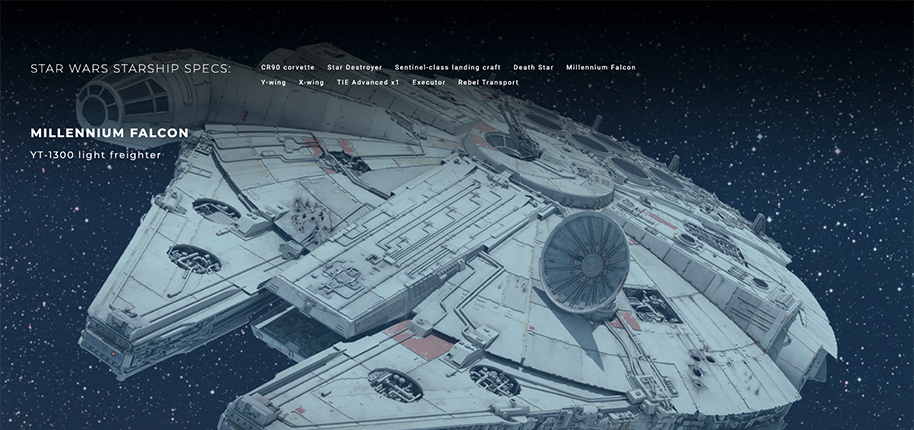 STAR WARS STARSHIP SPECS:
CR90 corvette Star Destroyer Sentinel-class landing craft Death Star Millennium Falcon
Y-wing X-wing TIE Advanced x1 Executor Rebel Transport
MILLENNIUM FALCON
YT-1300 light freighter